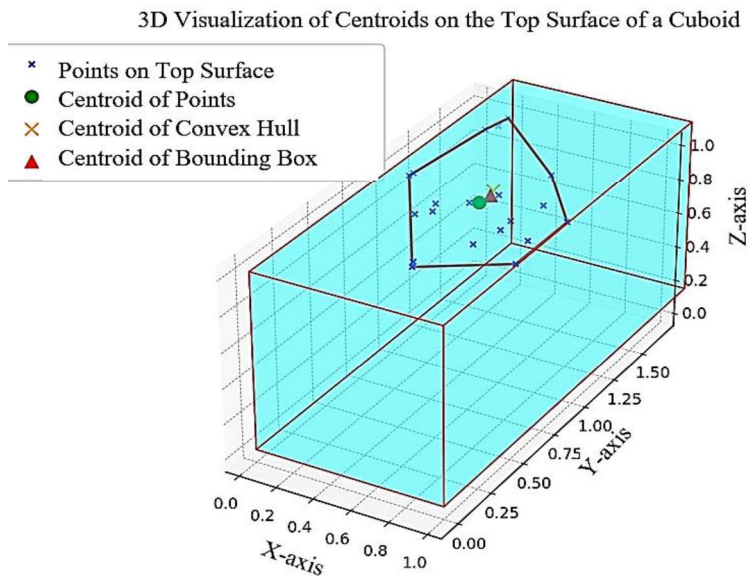 3D Visualization of Centroids on the Top Surface of a Cuboid
Points on Top Surface
Centroid of Points
Centroid of Convex Hull
Centroid of Bounding Box
1.0
0.8
0.6
0.4
0.2
0.0
Z-axis
1.50
1.25
1.00
0.75
0.50
0.25
0.00
Y-axis
0.0
0.2
0.4
0.6
0.8
1.0
X-axis